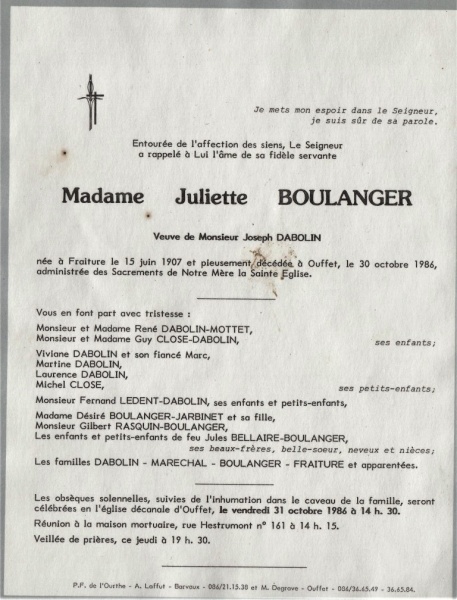 Je mets mon espoir dans le Seigneur,
je suis sûr de sa parole.
Entourée de l'affection des siens, Le Seigneur
a rappelé à Lui l'âme de sa fidèle servante
Madame Juliette BOULANGER
Veuve de Monsieur Joseph DABOLIN
née à Fraiture le 15 juin 1907 et pieusement décédée à Ouffet, le 30 octobre 1986,
administrée des Sacrements de Notre Mère la Sainte Eglise.
Vous en font part avec tristesse :
Monsieur et Madame René DABOLIN-MOTTET,
Monsieur et Madame Guy CLOSE-DABOLIN,
ses enfants;
Viviane DABOLIN et son fiancé Marc,
Martine DABOLIN,
Laurence DABOLIN,
Michel CLOSE,
ses petits-enfants;
Monsieur Fernand LEDENT-DABOLIN, ses enfants et petits-enfants,
Madame Désiré BOULANGER-JARBINET et sa fille,
Monsieur Gilbert RASQUIN-BOULANGER,
Les enfants et petits-enfants de feu Jules BELLAIRE-BOULANGER,
ses beaux-frères, belle-soeur, neveux et nièces;
Les familles DABOLIN - MARECHAL - BOULANGER - FRAITURE et apparentées.
Les obsèques solennelles, suivies de l'inhumation dans le caveau de la famille, seront
célébrées en l'église décanale d'Ouffet, le vendredi 31 octobre 1986 à 14 h. 30.
Réunion à la maison mortuaire, rue Hestrumont n° 161 à 14 h. 15.
Veillée de prières, ce jeudi à 19 h. 30.
P.F. de l'Ourthe - A. Laffut - Barvaux - 086/21.15.38 et M. Degrave - Ouffet - 086/36.65.49 - 36.65.84.